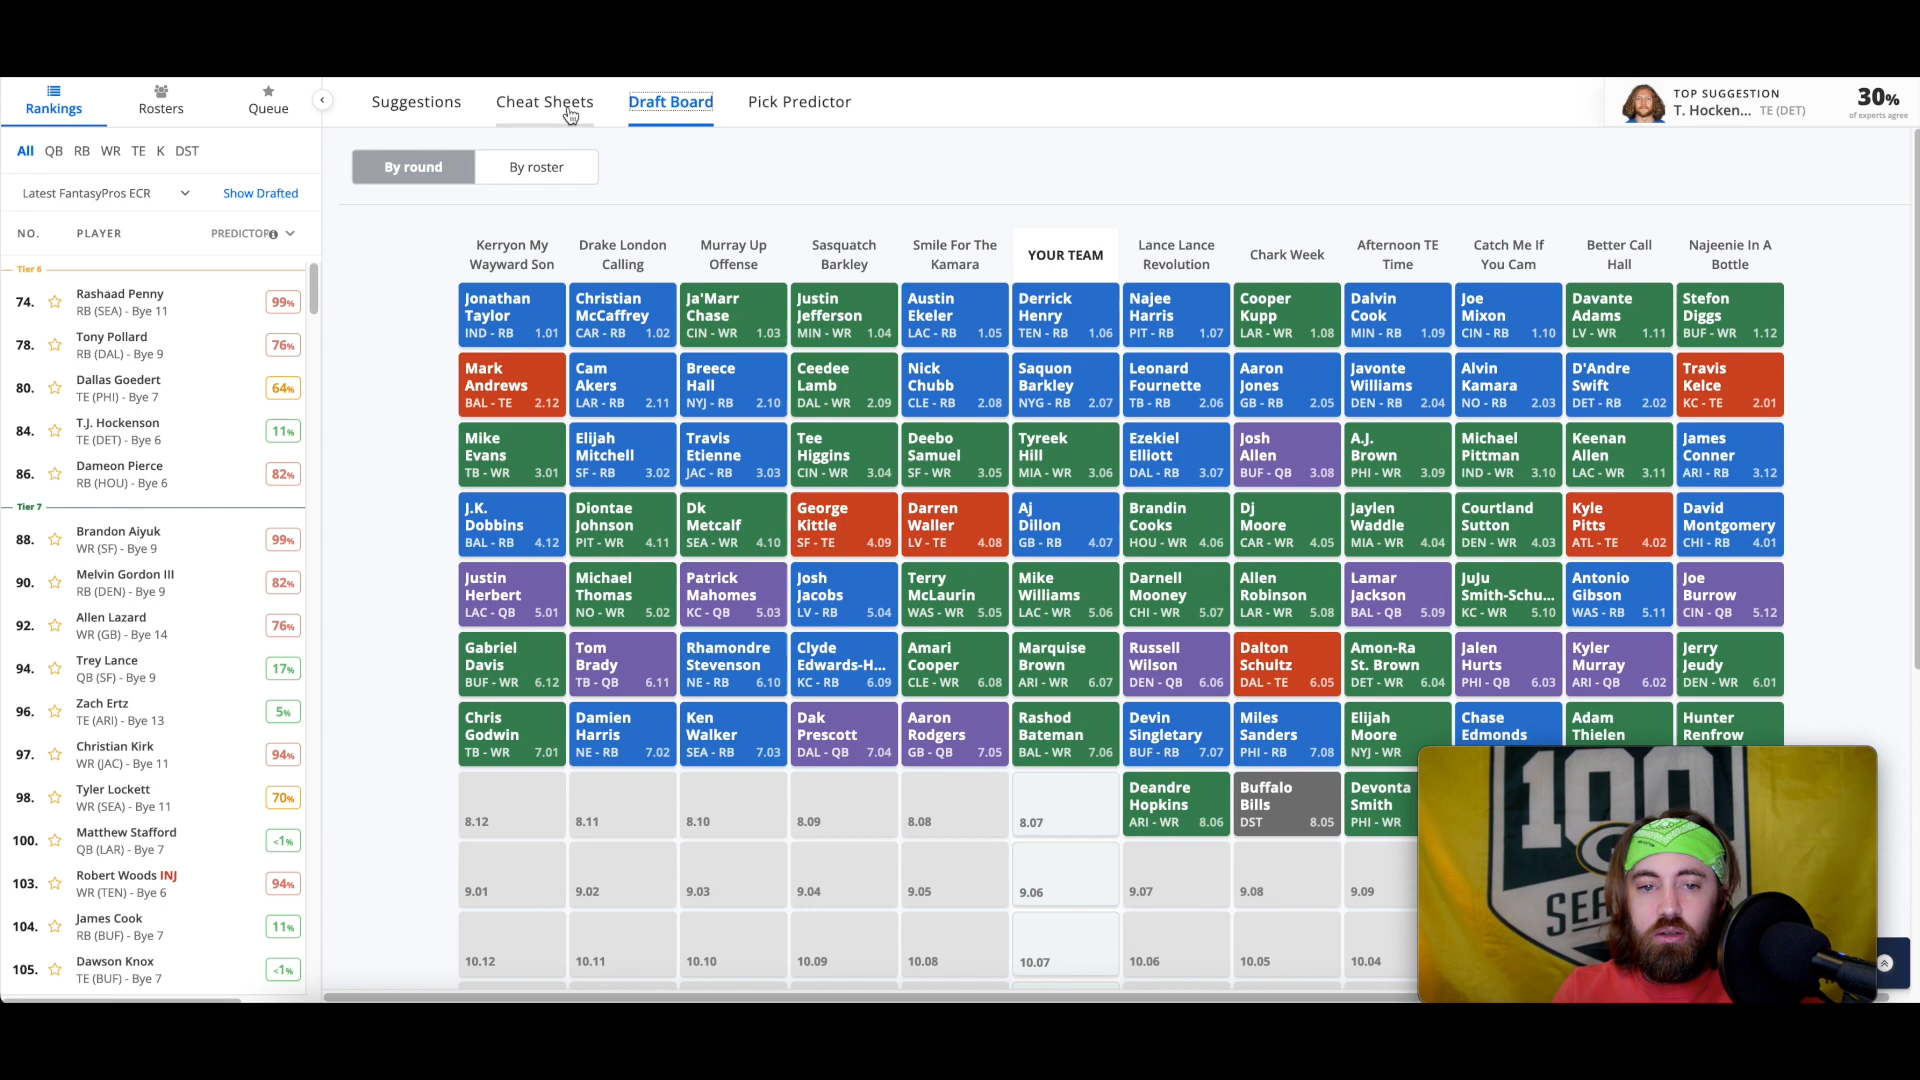 Rankings
Rosters
Queue
Suggestions
Cheat Sheets
Draft Board
Pick Predictor
TOP SUGGESTION
T. Hocken... TE (DET)
30%
of experts agree
All QB RB WR TE K DST
Latest FantasyPros ECR
Show Drafted
NO. PLAYER PREDICTOR
Tier 6
74. Rashaad Penny 99%
RB (SEA) - Bye 11
78. Tony Pollard 76%
RB (DAL) - Bye 9
80. Dallas Goedert 64%
TE (PHI) - Bye 7
84. T.J. Hockenson 11%
TE (DET) - Bye 6
86. Dameon Pierce 82%
RB (HOU) - Bye 6
Tier 7
88. Brandon Aiyuk 99%
WR (SF) - Bye 9
90. Melvin Gordon III 82%
RB (DEN) - Bye 9
92. Allen Lazard 76%
WR (GB) - Bye 14
94. Trey Lance 17%
QB (SF) - Bye 9
96. Zach Ertz 5%
TE (ARI) - Bye 13
97. Christian Kirk 94%
WR (JAC) - Bye 11
98. Tyler Lockett 70%
WR (SEA) - Bye 11
100. Matthew Stafford <1%
QB (LAR) - Bye 7
103. Robert Woods INJ 94%
WR (TEN) - Bye 6
104. James Cook 11%
RB (BUF) - Bye 7
105. Dawson Knox <1%
TE (BUF) - Bye 7
By round
By roster
Kerryon My Drake London Murray Up Sasquatch Smile For The YOUR TEAM Lance Lance Chark Week Afternoon TE Catch Me If Better Call Najeenie In A
Wayward Son Calling Offense Barkley Kamara Revolution Time You Cam Hall Bottle
Jonathan Christian Ja'Marr Justin Austin Derrick Najee Cooper Dalvin Joe Davante Stefon
Taylor McCaffrey Chase Jefferson Ekeler Henry Harris Kupp Cook Mixon Adams Diggs
IND - RB 1.01 CAR - RB 1.02 CIN - WR 1.03 MIN - WR 1.04 LAC - RB 1.05 TEN - RB 1.06 PIT - RB 1.07 LAR - WR 1.08 MIN - RB 1.09 CIN - RB 1.10 LV - WR 1.11 BUF - WR 1.12
Mark Cam Breece Ceedee Nick Saquon Leonard Aaron Javonte Alvin D'Andre Travis
Andrews Akers Hall Lamb Chubb Barkley Fournette Jones Williams Kamara Swift Kelce
BAL - TE 2.12 LAR - RB 2.11 NYJ - RB 2.10 DAL - WR 2.09 CLE - RB 2.08 NYG - RB 2.07 TB - RB 2.06 GB - RB 2.05 DEN - RB 2.04 NO - RB 2.03 DET - RB 2.02 KC - TE 2.01
Mike Elijah Travis Tee Deebo Tyreek Ezekiel Josh A.J. Michael Keenan James
Evans Mitchell Etienne Higgins Samuel Hill Elliott Allen Brown Pittman Allen Conner
TB - WR 3.01 SF - RB 3.02 JAC - RB 3.03 CIN - WR 3.04 SF - WR 3.05 MIA - WR 3.06 DAL - RB 3.07 BUF - QB 3.08 PHI - WR 3.09 IND - WR 3.10 LAC - WR 3.11 ARI - RB 3.12
J.K. Diontae Dk George Darren Aj Brandin Dj Jaylen Courtland Kyle David
Dobbins Johnson Metcalf Kittle Waller Dillon Cooks Moore Waddle Sutton Pitts Montgomery
BAL - RB 4.12 PIT - WR 4.11 SEA - WR 4.10 SF - TE 4.09 LV - TE 4.08 GB - RB 4.07 HOU - WR 4.06 CAR - WR 4.05 MIA - WR 4.04 DEN - WR 4.03 ATL - TE 4.02 CHI - RB 4.01
Justin Michael Patrick Josh Terry Mike Darnell Allen Lamar JuJu Antonio Joe
Herbert Thomas Mahomes Jacobs McLaurin Williams Mooney Robinson Jackson Smith-Schu... Gibson Burrow
LAC - QB 5.01 NO - WR 5.02 KC - QB 5.03 LV - RB 5.04 WAS - WR 5.05 LAC - WR 5.06 CHI - WR 5.07 LAR - WR 5.08 BAL - QB 5.09 KC - WR 5.10 WAS - RB 5.11 CIN - QB 5.12
Gabriel Tom Rhamondre Clyde Amari Marquise Russell Dalton Amon-Ra Jalen Kyler Jerry
Davis Brady Stevenson Edwards-H... Cooper Brown Wilson Schultz St. Brown Hurts Murray Jeudy
BUF - WR 6.12 TB - QB 6.11 NE - RB 6.10 KC - RB 6.09 CLE - WR 6.08 ARI - WR 6.07 DEN - QB 6.06 DAL - TE 6.05 DET - WR 6.04 PHI - QB 6.03 ARI - QB 6.02 DEN - WR 6.01
Chris Damien Ken Dak Aaron Rashod Devin Miles Elijah Chase Adam Hunter
Godwin Harris Walker Prescott Rodgers Bateman Singletary Sanders Moore Edmonds Thielen Renfrow
TB - WR 7.01 NE - RB 7.02 SEA - RB 7.03 DAL - QB 7.04 GB - QB 7.05 BAL - WR 7.06 BUF - RB 7.07 PHI - RB 7.08 NYJ - WR
Deandre Buffalo Devonta
Hopkins Bills Smith
8.12 8.11 8.10 8.09 8.08 8.07 ARI - WR 8.06 DST 8.05 PHI - WR
9.01 9.02 9.03 9.04 9.05 9.06 9.07 9.08 9.09
10.12 10.11 10.10 10.09 10.08 10.07 10.06 10.05 10.04
100